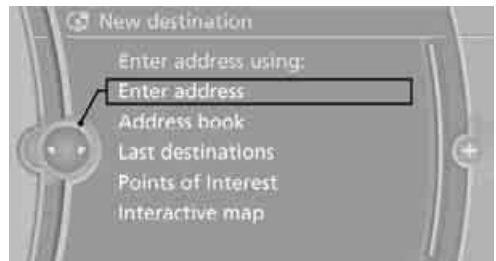 New destination
Enter address using:
Enter address
Address book
Last destinations
Points of Interest
Interactive map